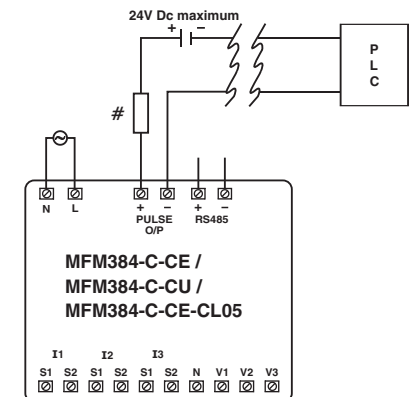 24V Dc maximum
+ −
P
L
C
#
N L + − + −
PULSE O/P RS485
MFM384-C-CE /
MFM384-C-CU /
MFM384-C-CE-CL05
I1 I2 I3
S1 S2 S1 S2 S1 S2 N V1 V2 V3